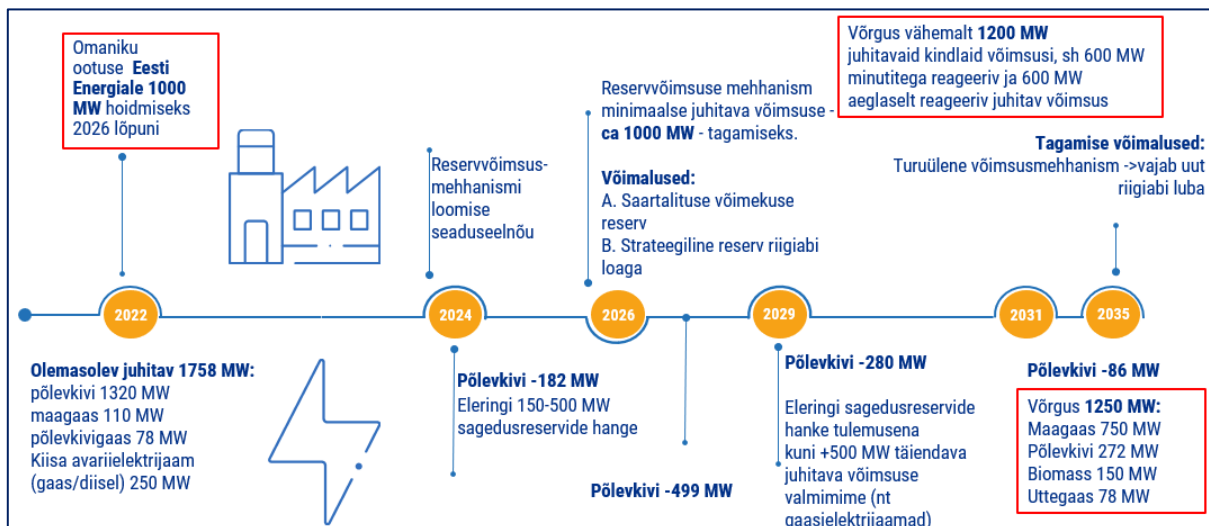 Omaniku
ootuse Eesti
Energiale 1000
MW hoidmiseks
2026 lõpuni
Reservvõimsus-
mehhanismi
loomise
seaduseelnõu
Reservvõimsuse mehhanism
minimaalse juhitava võimsuse -
ca 1000 MW - tagamiseks.
Võimalused:
A. Saartalituse võimekuse
reserv
B. Strateegiline reserv riigiabi
loaga
Võrgus vähemalt 1200 MW
juhitavaid kindlaid võimsusi, sh 600 MW
minutitega reageeriv ja 600 MW
aeglaselt reageeriv juhitav võimsus
Tagamise võimalused:
Turuülene võimsusmehhanism ->vajab uut
riigiabi luba
2022
2024
2026
2029
2031
2035
Olemasolev juhitav 1758 MW:
põlevkivi 1320 MW
maagaas 110 MW
põlevkivigaas 78 MW
Kiisa avariielektrijaam
(gaas/diisel) 250 MW
Põlevkivi -182 MW
Eleringi 150-500 MW
sagedusreservide hange
Põlevkivi -499 MW
Põlevkivi -280 MW
Eleringi sagedusreservide
hanke tulemusena
kuni +500 MW täiendava
juhitava võimsuse
valmimime (nt
gaasielektrijaamad)
Põlevkivi -86 MW
Võrgus 1250 MW:
Maagaas 750 MW
Põlevkivi 272 MW
Biomass 150 MW
Uttegaas 78 MW